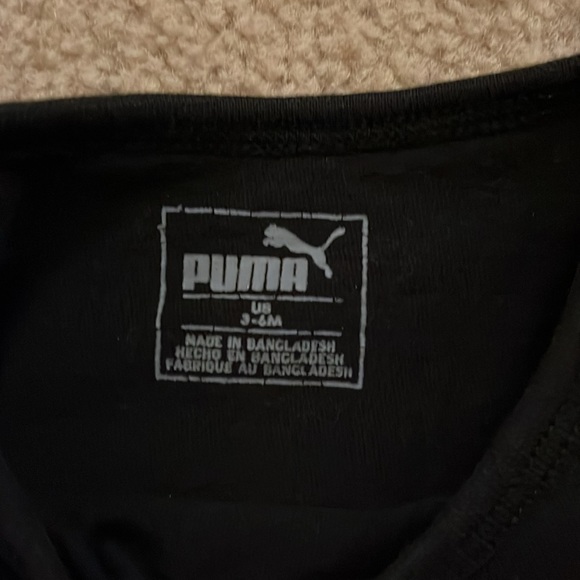 PUMA
US
3-6M
MADE IN BANGLADESH
HECHO EN BANGLADESH
FABRIQUE AU BANGLADESH